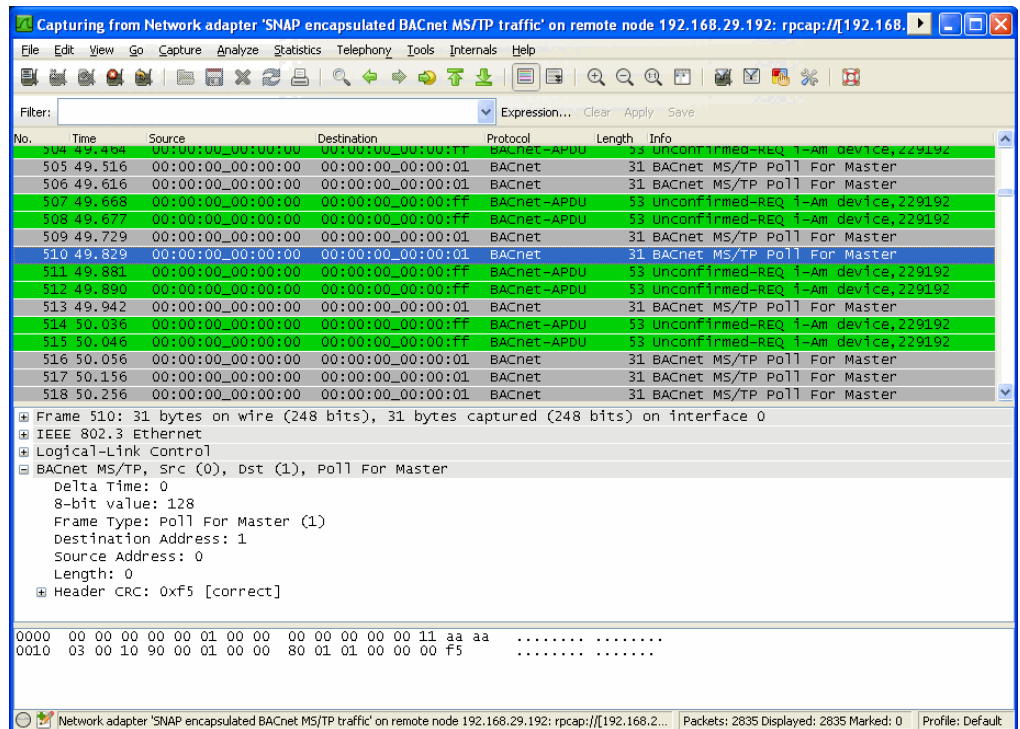 Capturing from Network adapter 'SNAP encapsulated BACnet MS/TP traffic' on remote node 192.168.29.192: rpcap://[192.168.
File Edit View Go Capture Analyze Statistics Telephony Tools Internals Help
Filter: Expression... Clear Apply Save
No. Time Source Destination Protocol Length Info
504 49.464 00:00:00_00:00:00 00:00:00_00:00:ff BACnet-APDU 53 Unconfirmed-REQ i-Am device,229192
505 49.516 00:00:00_00:00:00 00:00:00_00:00:01 BACnet 31 BACnet MS/TP Poll For Master
506 49.616 00:00:00_00:00:00 00:00:00_00:00:01 BACnet 31 BACnet MS/TP Poll For Master
507 49.668 00:00:00_00:00:00 00:00:00_00:00:ff BACnet-APDU 53 Unconfirmed-REQ i-Am device,229192
508 49.677 00:00:00_00:00:00 00:00:00_00:00:ff BACnet-APDU 53 Unconfirmed-REQ i-Am device,229192
509 49.729 00:00:00_00:00:00 00:00:00_00:00:01 BACnet 31 BACnet MS/TP Poll For Master
510 49.829 00:00:00_00:00:00 00:00:00_00:00:01 BACnet 31 BACnet MS/TP Poll For Master
511 49.881 00:00:00_00:00:00 00:00:00_00:00:ff BACnet-APDU 53 Unconfirmed-REQ i-Am device,229192
512 49.890 00:00:00_00:00:00 00:00:00_00:00:ff BACnet-APDU 53 Unconfirmed-REQ i-Am device,229192
513 49.942 00:00:00_00:00:00 00:00:00_00:00:01 BACnet 31 BACnet MS/TP Poll For Master
514 50.036 00:00:00_00:00:00 00:00:00_00:00:ff BACnet-APDU 53 Unconfirmed-REQ i-Am device,229192
515 50.046 00:00:00_00:00:00 00:00:00_00:00:ff BACnet-APDU 53 Unconfirmed-REQ i-Am device,229192
516 50.056 00:00:00_00:00:00 00:00:00_00:00:01 BACnet 31 BACnet MS/TP Poll For Master
517 50.156 00:00:00_00:00:00 00:00:00_00:00:01 BACnet 31 BACnet MS/TP Poll For Master
518 50.256 00:00:00_00:00:00 00:00:00_00:00:01 BACnet 31 BACnet MS/TP Poll For Master
Frame 510: 31 bytes on wire (248 bits), 31 bytes captured (248 bits) on interface 0
IEEE 802.3 Ethernet
Logical-Link Control
BACnet MS/TP, Src (0), Dst (1), Poll For Master
Delta Time: 0
8-bit value: 128
Frame Type: Poll For Master (1)
Destination Address: 1
Source Address: 0
Length: 0
Header CRC: 0xf5 [correct]
0000 00 00 00 00 00 01 00 00 00 00 00 00 00 11 aa aa ........ ........
0010 03 00 10 90 00 01 00 00 80 01 01 00 00 00 f5 ........ .......
Network adapter 'SNAP encapsulated BACnet MS/TP traffic' on remote node 192.168.29.192: rpcap://[192.168.2... Packets: 2835 Displayed: 2835 Marked: 0 Profile: Default